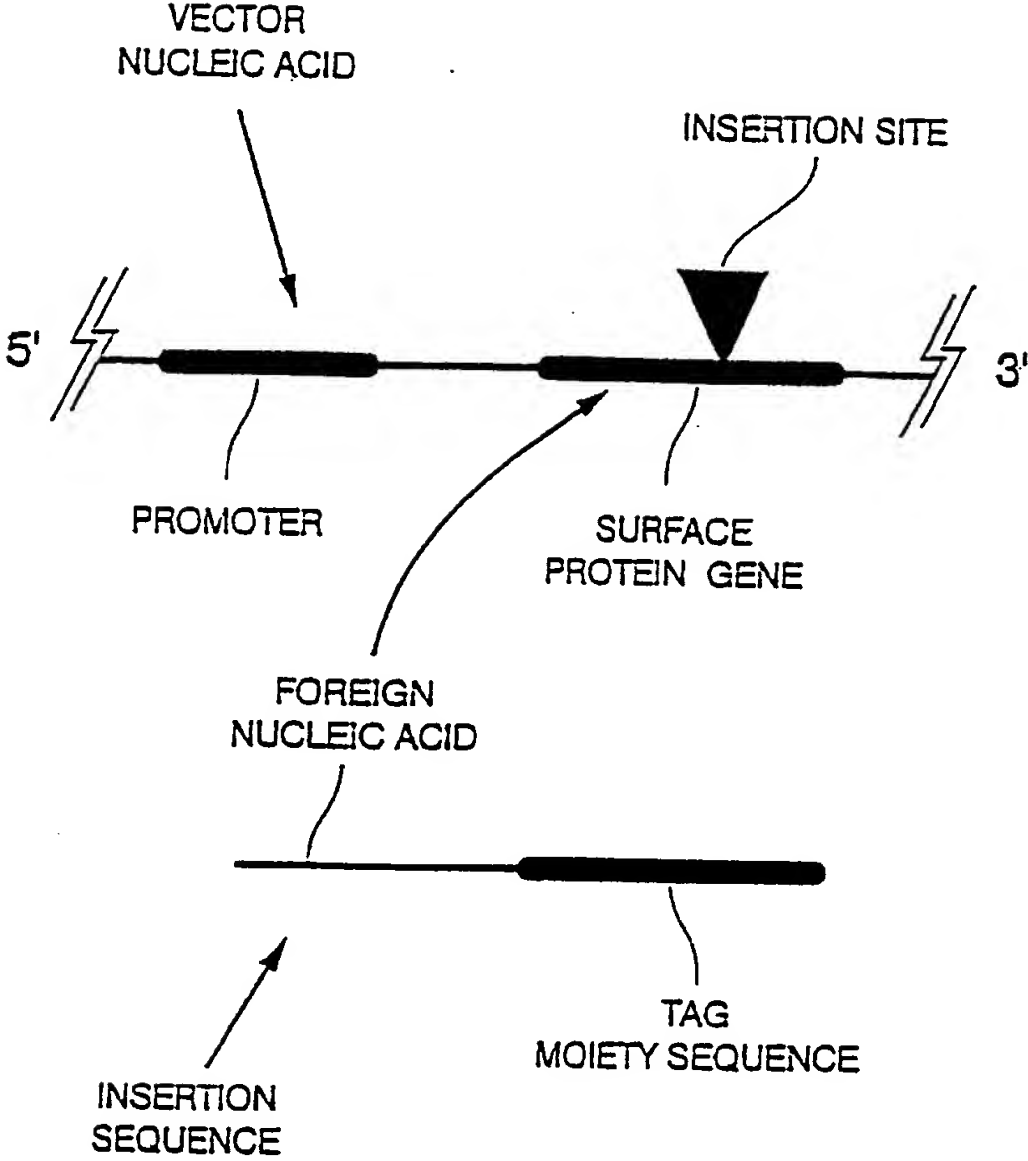 VECTOR
NUCLEIC ACID
INSERTION SITE
5'
3'
PROMOTER
SURFACE
PROTEIN GENE
FOREIGN
NUCLEIC ACID
TAG
MOIETY SEQUENCE
INSERTION
SEQUENCE